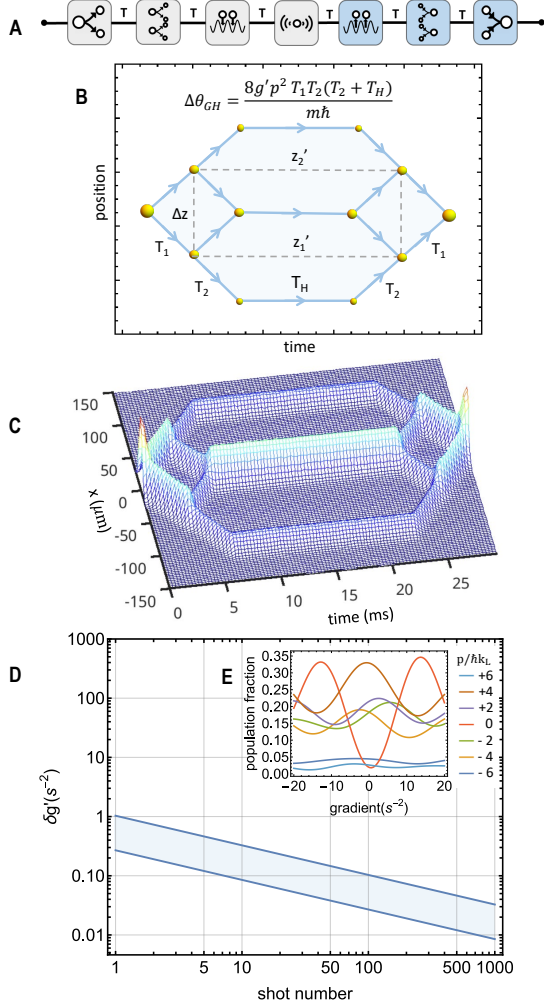 A
T T T T T T
B
Δθ_GH = 8g′p² T₁T₂(T₂ + T_H) / mħ
position
z₂′
Δz
z₁′
T₁ T₁
T₂ T_H T₂
time
C
150
100
50
0
-50
-100
-150
x (μm)
0 5 10 15 20 25
time (ms)
D
1000
100
10
1
0.10
0.01
δg′(s⁻²)
1 5 10 50 100 500 1000
shot number
E
0.35
0.30
0.25
0.20
0.15
0.10
0.05
0.00
population fraction
−20 −10 0 10 20
gradient(s⁻²)
p/ħk_L
+6
+4
+2
0
- 2
- 4
- 6